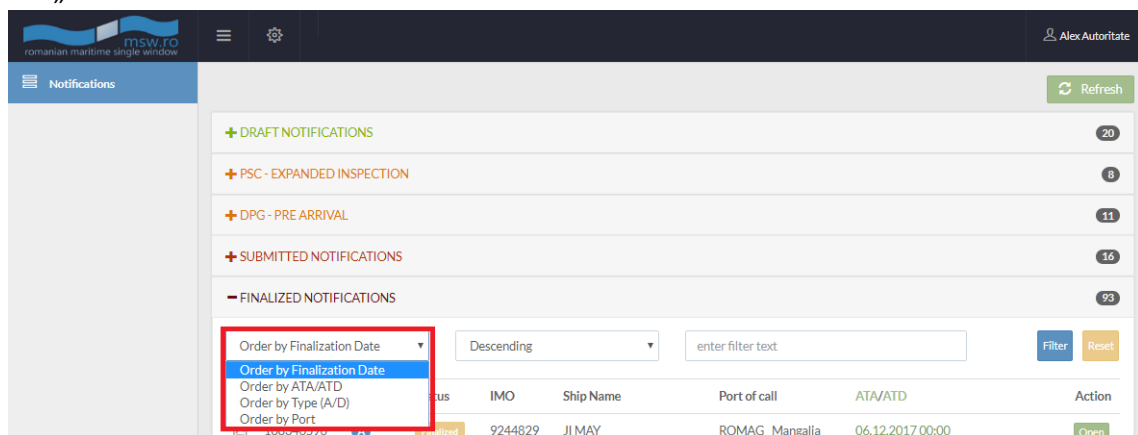 msw.ro
romanian maritime single window
Alex Autoritate
Notifications
Refresh
DRAFT NOTIFICATIONS 20
PSC - EXPANDED INSPECTION 8
DPG - PRE ARRIVAL 11
SUBMITTED NOTIFICATIONS 16
FINALIZED NOTIFICATIONS 93
Order by Finalization Date Descending enter filter text Filter Reset
Order by Finalization Date
Order by ATA/ATD
Order by Type (A/D)
Order by Port
IMO Ship Name Port of call ATA/ATD Action
Finalized 9244829 JI MAY ROMAG Mangalia 06.12.2017 00:00 Open